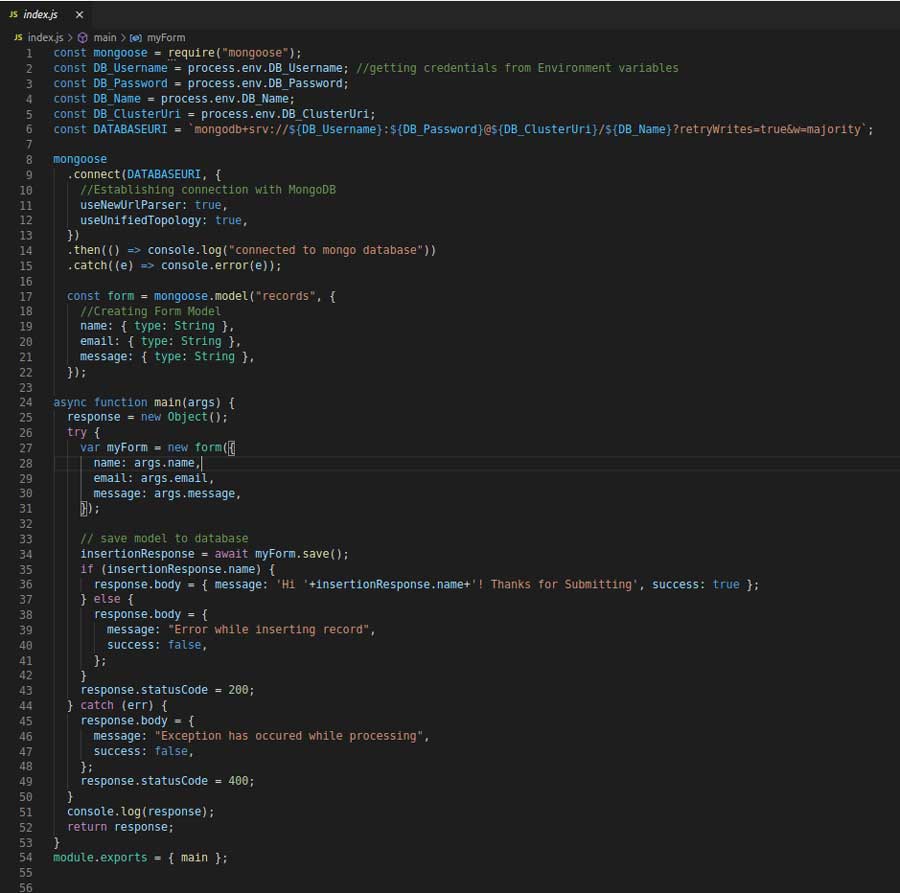 JS index.js ×
JS index.js > main > myForm
1 const mongoose = require("mongoose");
2 const DB_Username = process.env.DB_Username; //getting credentials from Environment variables
3 const DB_Password = process.env.DB_Password;
4 const DB_Name = process.env.DB_Name;
5 const DB_ClusterUri = process.env.DB_ClusterUri;
6 const DATABASEURI = `mongodb+srv://${DB_Username}:${DB_Password}@${DB_ClusterUri}/${DB_Name}?retryWrites=true&w=majority`;
7
8 mongoose
9   .connect(DATABASEURI, {
10     //Establishing connection with MongoDB
11     useNewUrlParser: true,
12     useUnifiedTopology: true,
13   })
14   .then(() => console.log("connected to mongo database"))
15   .catch((e) => console.error(e));
16
17   const form = mongoose.model("records", {
18     //Creating Form Model
19     name: { type: String },
20     email: { type: String },
21     message: { type: String },
22   });
23
24 async function main(args) {
25   response = new Object();
26   try {
27     var myForm = new form({
28       name: args.name,
29       email: args.email,
30       message: args.message,
31     });
32
33     // save model to database
34     insertionResponse = await myForm.save();
35     if (insertionResponse.name) {
36       response.body = { message: 'Hi '+insertionResponse.name+'! Thanks for Submitting', success: true };
37     } else {
38       response.body = {
39         message: "Error while inserting record",
40         success: false,
41       };
42     }
43     response.statusCode = 200;
44   } catch (err) {
45     response.body = {
46       message: "Exception has occured while processing",
47       success: false,
48     };
49     response.statusCode = 400;
50   }
51   console.log(response);
52   return response;
53 }
54 module.exports = { main };
55
56